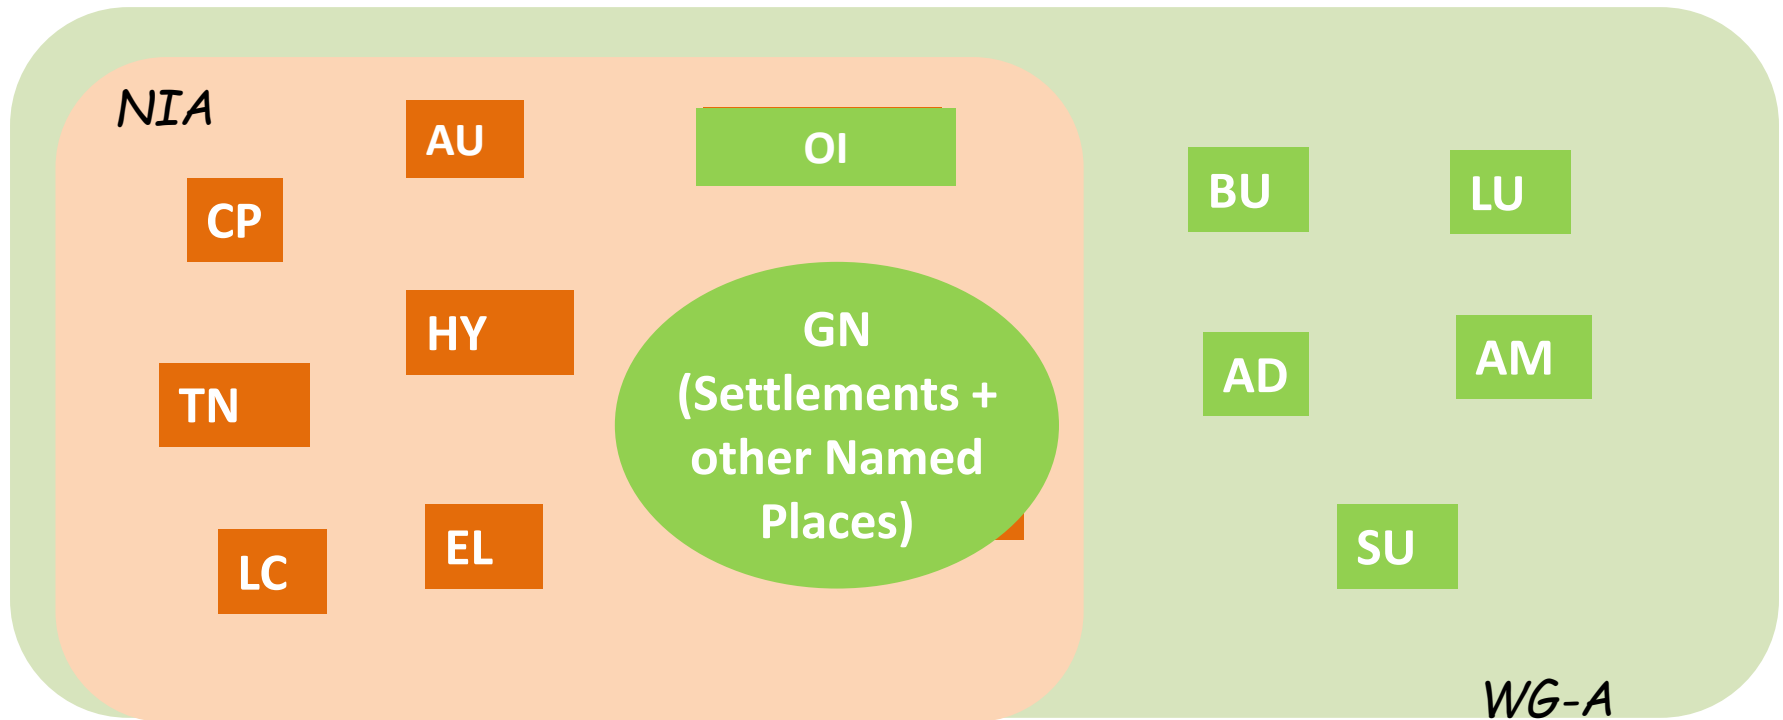 NIA
AU
OI
CP
BU
LU
HY
GN
(Settlements +
other Named
Places)
TN
AD
AM
LC
EL
SU
WG-A